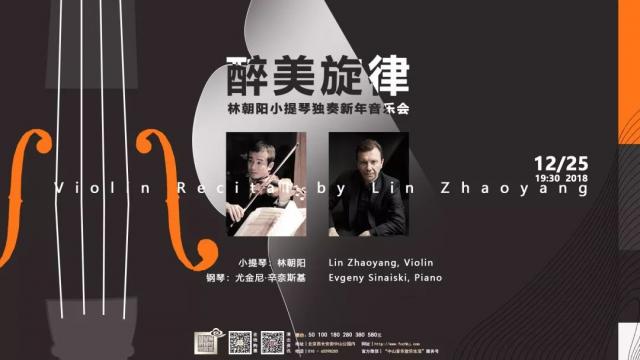 醉美旋律
林朝阳小提琴独奏新年音乐会
12/25
19:30 2018
Violin Recital by Lin Zhaoyang
小提琴：林朝阳 Lin Zhaoyang, Violin
钢琴：尤金尼·辛奈斯基 Evgeny Sinaiski, Piano
票价：50 100 180 280 380 580元